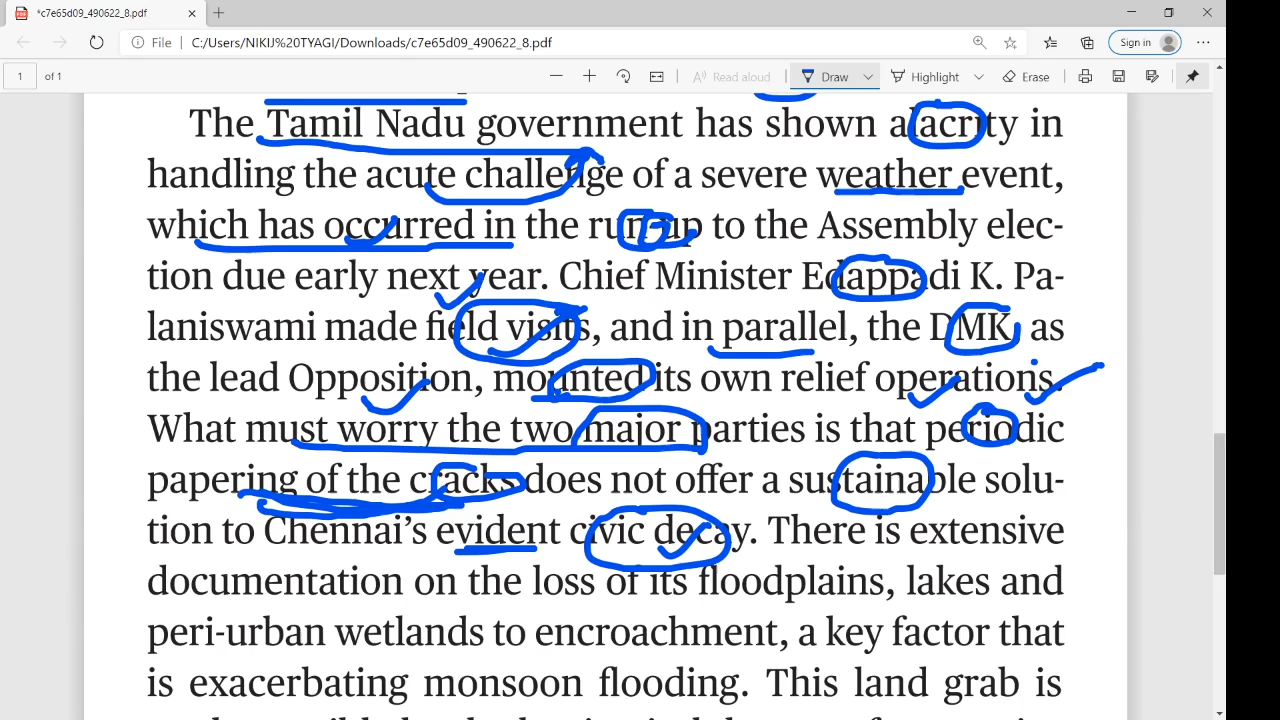 *c7e65d09_490622_8.pdf
File | C:/Users/NIKIJ%20TYAGI/Downloads/c7e65d09_490622_8.pdf
Sign in
1 of 1
Read aloud
Draw
Highlight
Erase
The Tamil Nadu government has shown alacrity in
handling the acute challenge of a severe weather event,
which has occurred in the run-up to the Assembly elec-
tion due early next year. Chief Minister Edappadi K. Pa-
laniswami made field visits, and in parallel, the DMK, as
the lead Opposition, mounted its own relief operations.
What must worry the two major parties is that periodic
papering of the cracks does not offer a sustainable solu-
tion to Chennai's evident civic decay. There is extensive
documentation on the loss of its floodplains, lakes and
peri-urban wetlands to encroachment, a key factor that
is exacerbating monsoon flooding. This land grab is